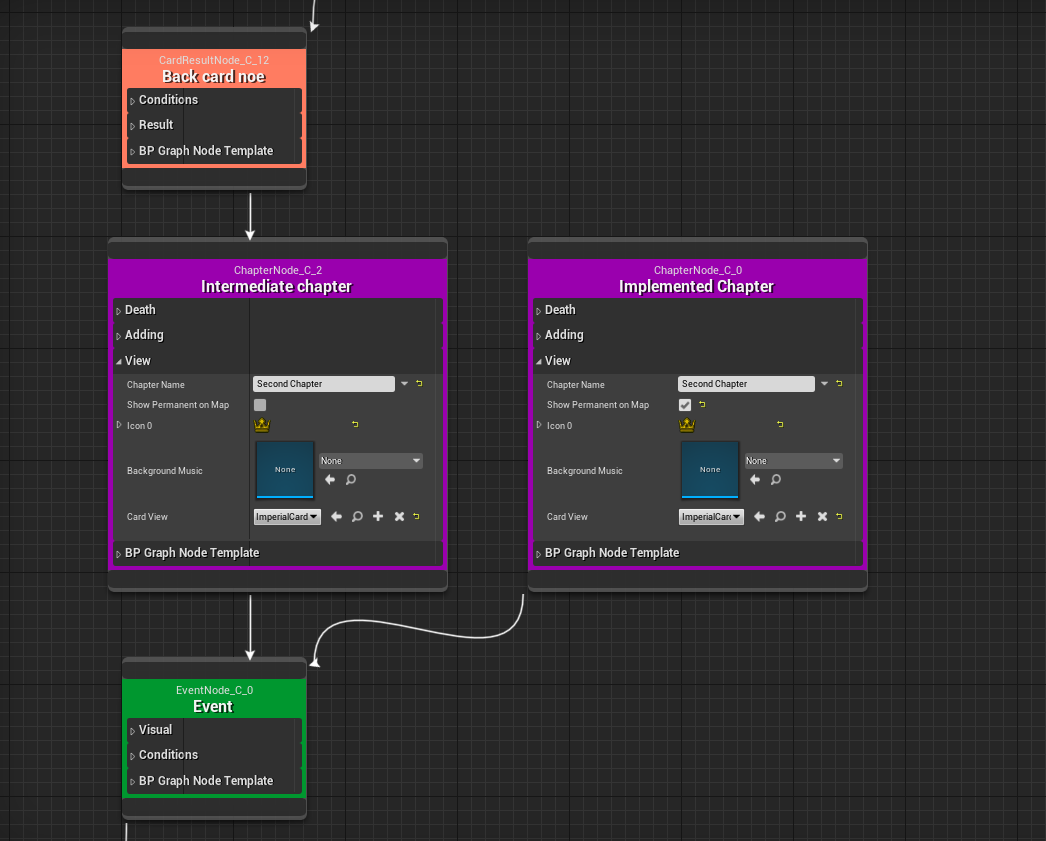 CardResultNode_C_12
Back card noe
Conditions
Result
BP Graph Node Template
ChapterNode_C_2
Intermediate chapter
Death
Adding
View
Chapter Name
Second Chapter
Show Permanent on Map
Icon 0
Background Music
None
None
Card View
ImperialCard
BP Graph Node Template
ChapterNode_C_0
Implemented Chapter
Death
Adding
View
Chapter Name
Second Chapter
Show Permanent on Map
Icon 0
Background Music
None
None
Card View
ImperialCar
BP Graph Node Template
EventNode_C_0
Event
Visual
Conditions
BP Graph Node Template